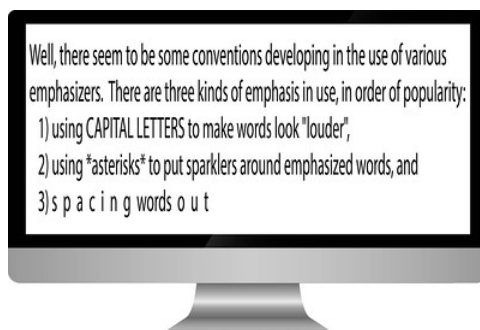 Well, there seem to be some conventions developing in the use of various
emphasizers. There are three kinds of emphasis in use, in order of popularity:
1) using CAPITAL LETTERS to make words look "louder",
2) using *asterisks* to put sparklers around emphasized words, and
3) s p a c i n g words o u t